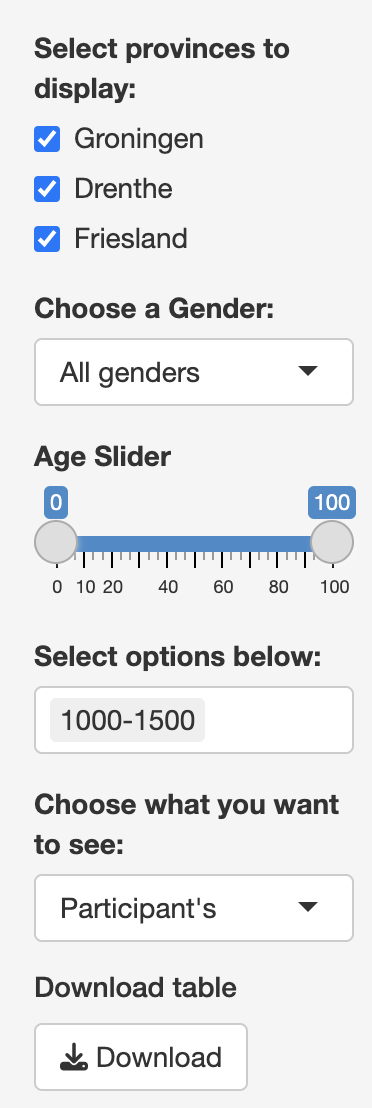 Select provinces to
display:
Groningen
Drenthe
Friesland
Choose a Gender:
All genders
Age Slider
0 100
0 10 20 40 60 80 100
Select options below:
1000-1500
Choose what you want
to see:
Participant's
Download table
Download